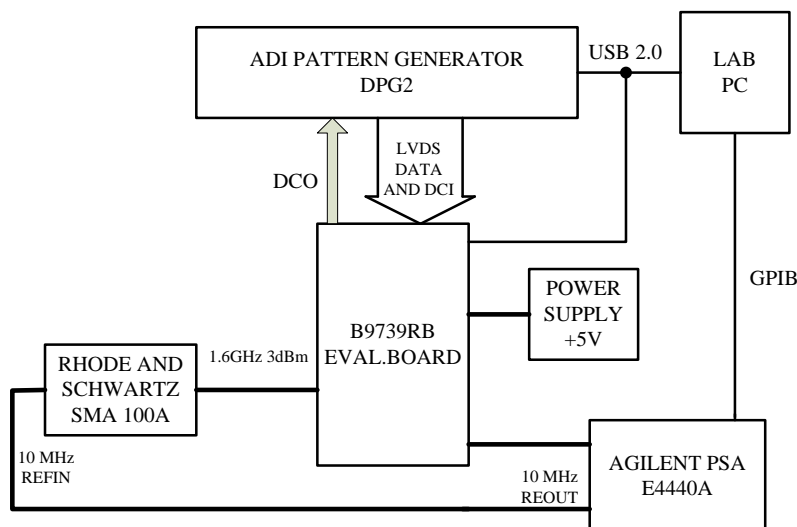 ADI PATTERN GENERATOR
DPG2
USB 2.0
LAB
PC
LVDS
DATA
AND DCI
DCO
GPIB
POWER
SUPPLY
+5V
B9739RB
EVAL.BOARD
1.6GHz 3dBm
RHODE AND
SCHWARTZ
SMA 100A
10 MHz
REFIN
10 MHz
REOUT
AGILENT PSA
E4440A